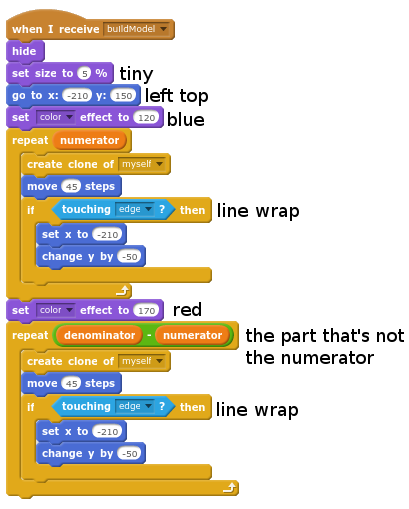 when I receive buildModel
hide
set size to 5 % tiny
go to x: -210 y: 150 left top
set color effect to 120 blue
repeat numerator
create clone of myself
move 45 steps
if touching edge ? then line wrap
set x to -210
change y by -50
set color effect to 170 red
repeat denominator - numerator the part that's not
the numerator
create clone of myself
move 45 steps
if touching edge ? then line wrap
set x to -210
change y by -50